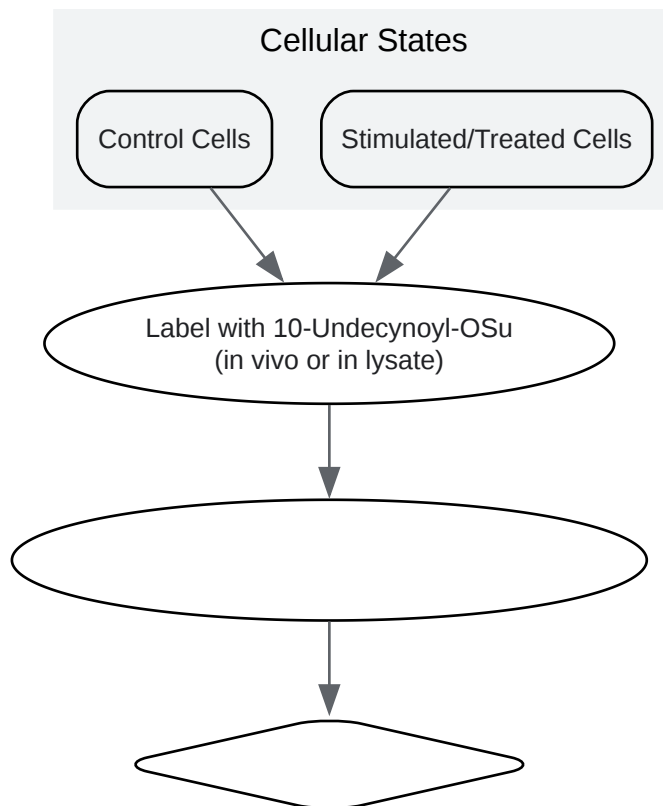 Cellular States
Control Cells
Stimulated/Treated Cells
Label with 10-Undecynoyl-OSu
(in vivo or in lysate)